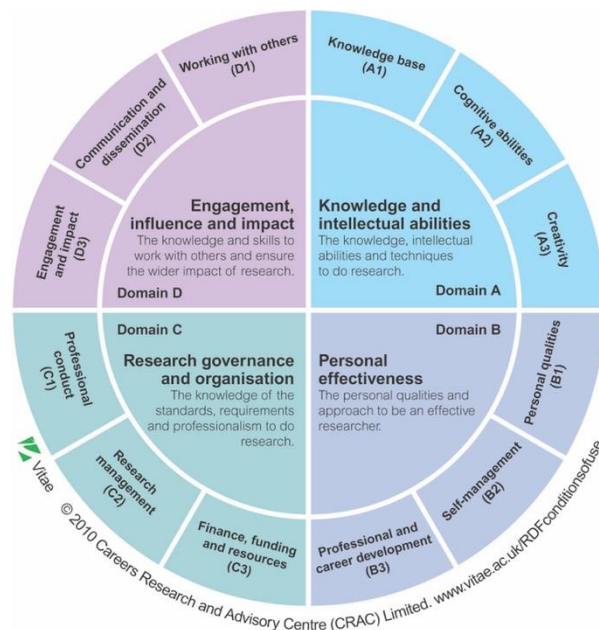 Working with others
(D1)
Knowledge base
(A1)
Communication and
dissemination
(D2)
Cognitive abilities
(A2)
Engagement
and impact
(D3)
Creativity
(A3)
Engagement,
influence and impact
The knowledge and skills to
work with others and ensure
the wider impact of research.
Domain D
Knowledge and
intellectual abilities
The knowledge, intellectual
abilities and techniques
to do research.
Domain A
Domain C
Research governance
and organisation
The knowledge of the
standards, requirements
and professionalism to do
research.
Domain B
Personal
effectiveness
The personal qualities and
approach to be an effective
researcher.
Professional
conduct
(C1)
Personal qualities
(B1)
Research
management
(C2)
Self-management
(B2)
Finance, funding
and resources
(C3)
Professional and
career development
(B3)
Vitae
© 2010 Careers Research and Advisory Centre (CRAC) Limited. www.vitae.ac.uk/RDFconditionsofuse